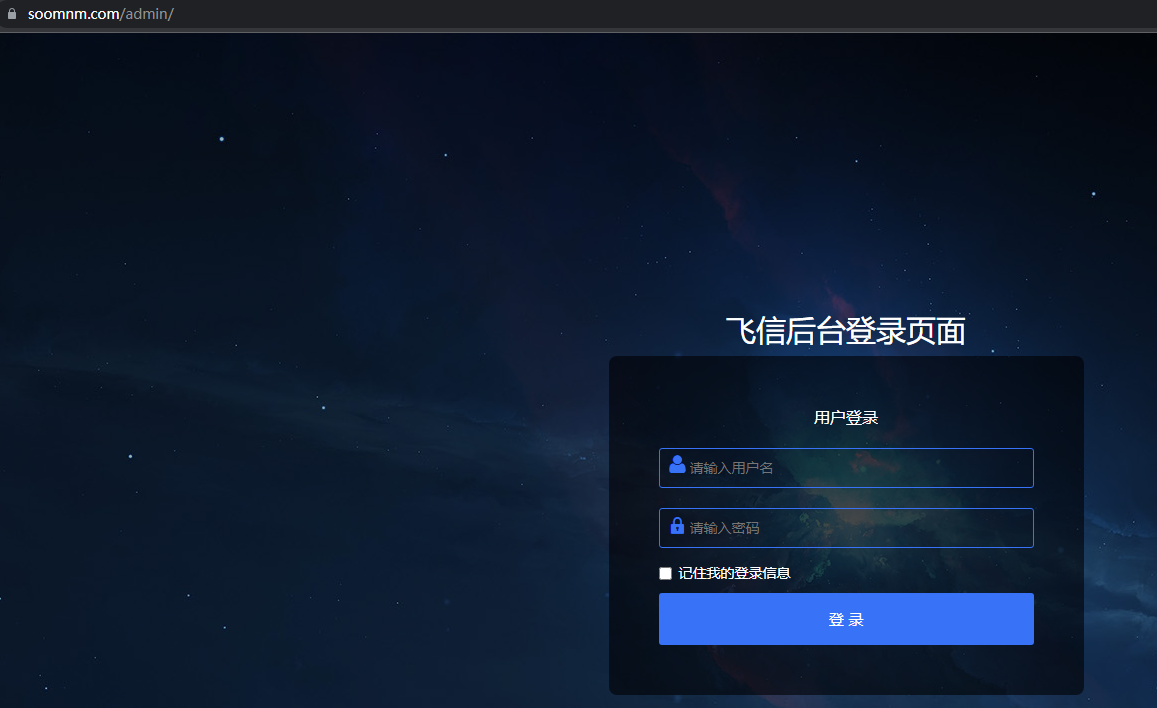 soomnm.com/admin/
飞信后台登录页面
用户登录
请输入用户名
请输入密码
记住我的登录信息
登 录